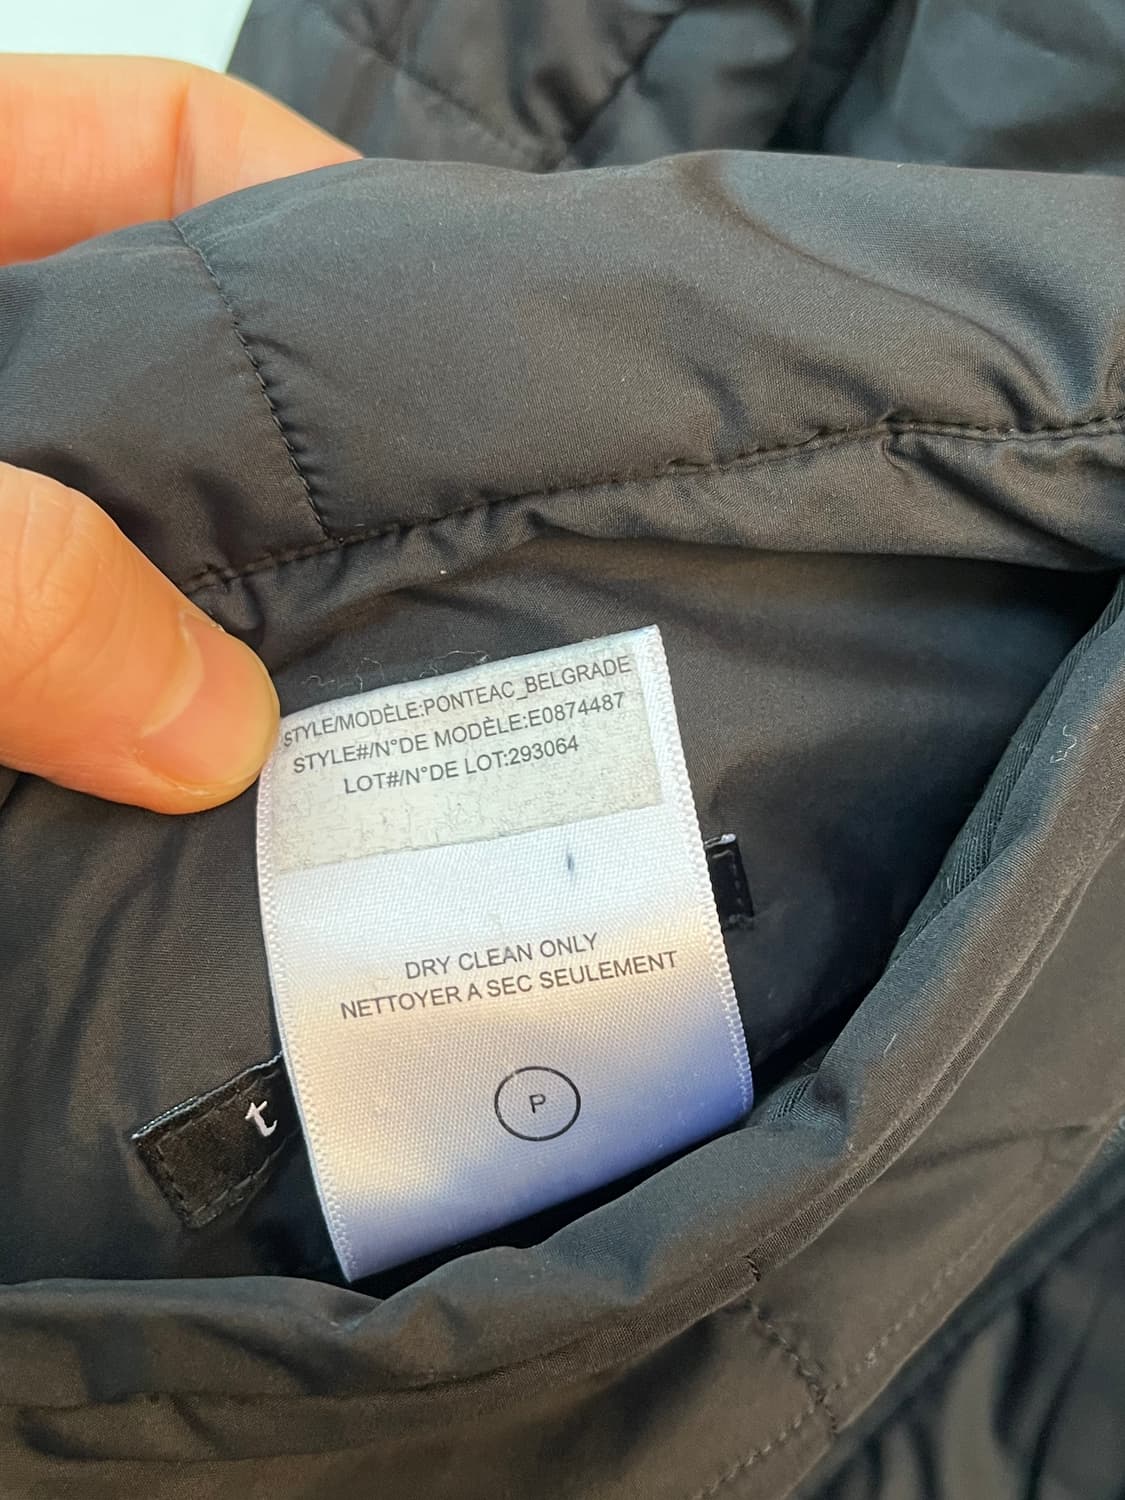 STYLE/MODÈLE:PONTEAC_BELGRADE
STYLE#/N°DE MODÈLE:E0874487
LOT#/N°DE LOT:293064
DRY CLEAN ONLY
NETTOYER A SEC SEULEMENT
P
t